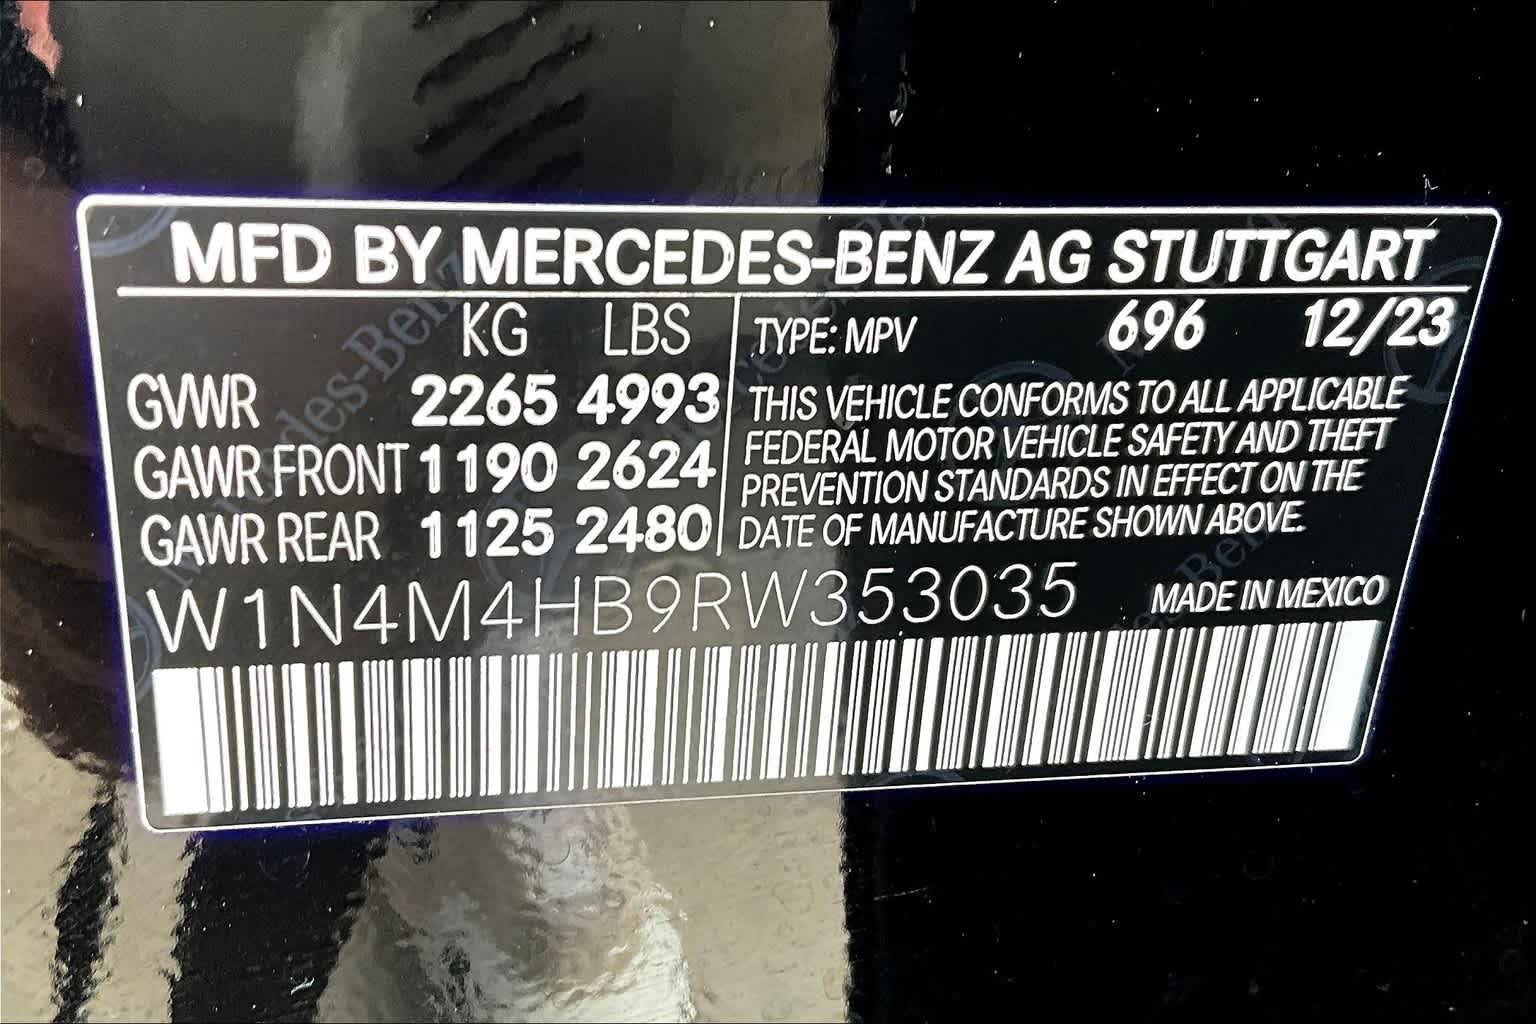 MFD BY MERCEDES-BENZ AG STUTTGART
KG LBS
GVWR 2265 4993
GAWR FRONT 1190 2624
GAWR REAR 1125 2480
TYPE: MPV 696 12/23
THIS VEHICLE CONFORMS TO ALL APPLICABLE
FEDERAL MOTOR VEHICLE SAFETY AND THEFT
PREVENTION STANDARDS IN EFFECT ON THE
DATE OF MANUFACTURE SHOWN ABOVE.
W1N4M4HB9RW353035 MADE IN MEXICO